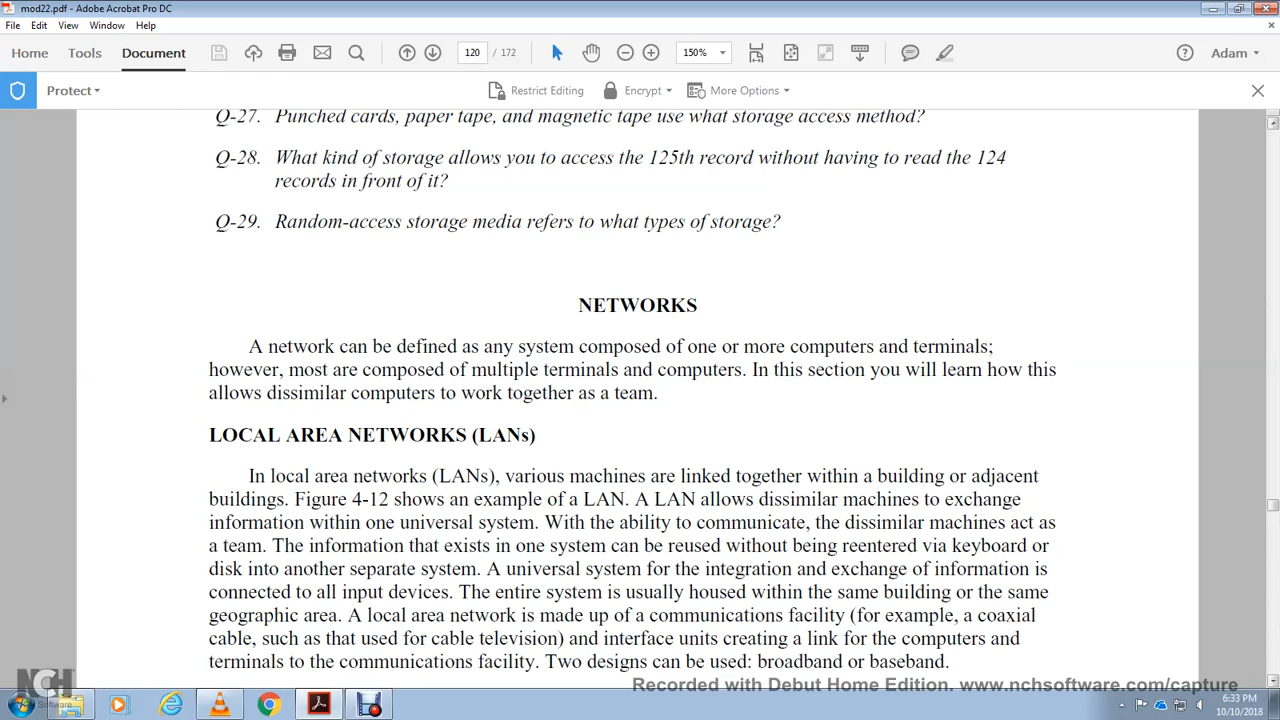 mod22.pdf - Adobe Acrobat Pro DC
File Edit View Window Help
Home Tools Document 120 / 172 150% Adam
Protect Restrict Editing Encrypt More Options
Q-27. Punched cards, paper tape, and magnetic tape use what storage access method?
Q-28. What kind of storage allows you to access the 125th record without having to read the 124
records in front of it?
Q-29. Random-access storage media refers to what types of storage?
NETWORKS
A network can be defined as any system composed of one or more computers and terminals;
however, most are composed of multiple terminals and computers. In this section you will learn how this
allows dissimilar computers to work together as a team.
LOCAL AREA NETWORKS (LANs)
In local area networks (LANs), various machines are linked together within a building or adjacent
buildings. Figure 4-12 shows an example of a LAN. A LAN allows dissimilar machines to exchange
information within one universal system. With the ability to communicate, the dissimilar machines act as
a team. The information that exists in one system can be reused without being reentered via keyboard or
disk into another separate system. A universal system for the integration and exchange of information is
connected to all input devices. The entire system is usually housed within the same building or the same
geographic area. A local area network is made up of a communications facility (for example, a coaxial
cable, such as that used for cable television) and interface units creating a link for the computers and
terminals to the communications facility. Two designs can be used: broadband or baseband.
NCH
NCH Software
Recorded with Debut Home Edition. www.nchsoftware.com/capture
6:33 PM
10/10/2018